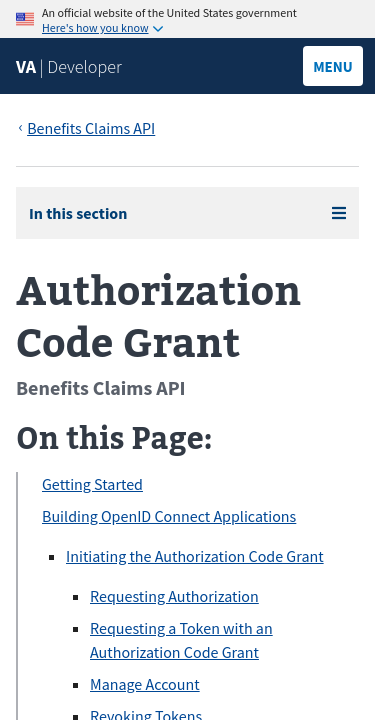 An official website of the United States government
Here's how you know
VA | Developer
MENU
‹ Benefits Claims API
In this section
Authorization
Code Grant
Benefits Claims API
On this Page:
Getting Started
Building OpenID Connect Applications
Initiating the Authorization Code Grant
Requesting Authorization
Requesting a Token with an
Authorization Code Grant
Manage Account
Revoking Tokens